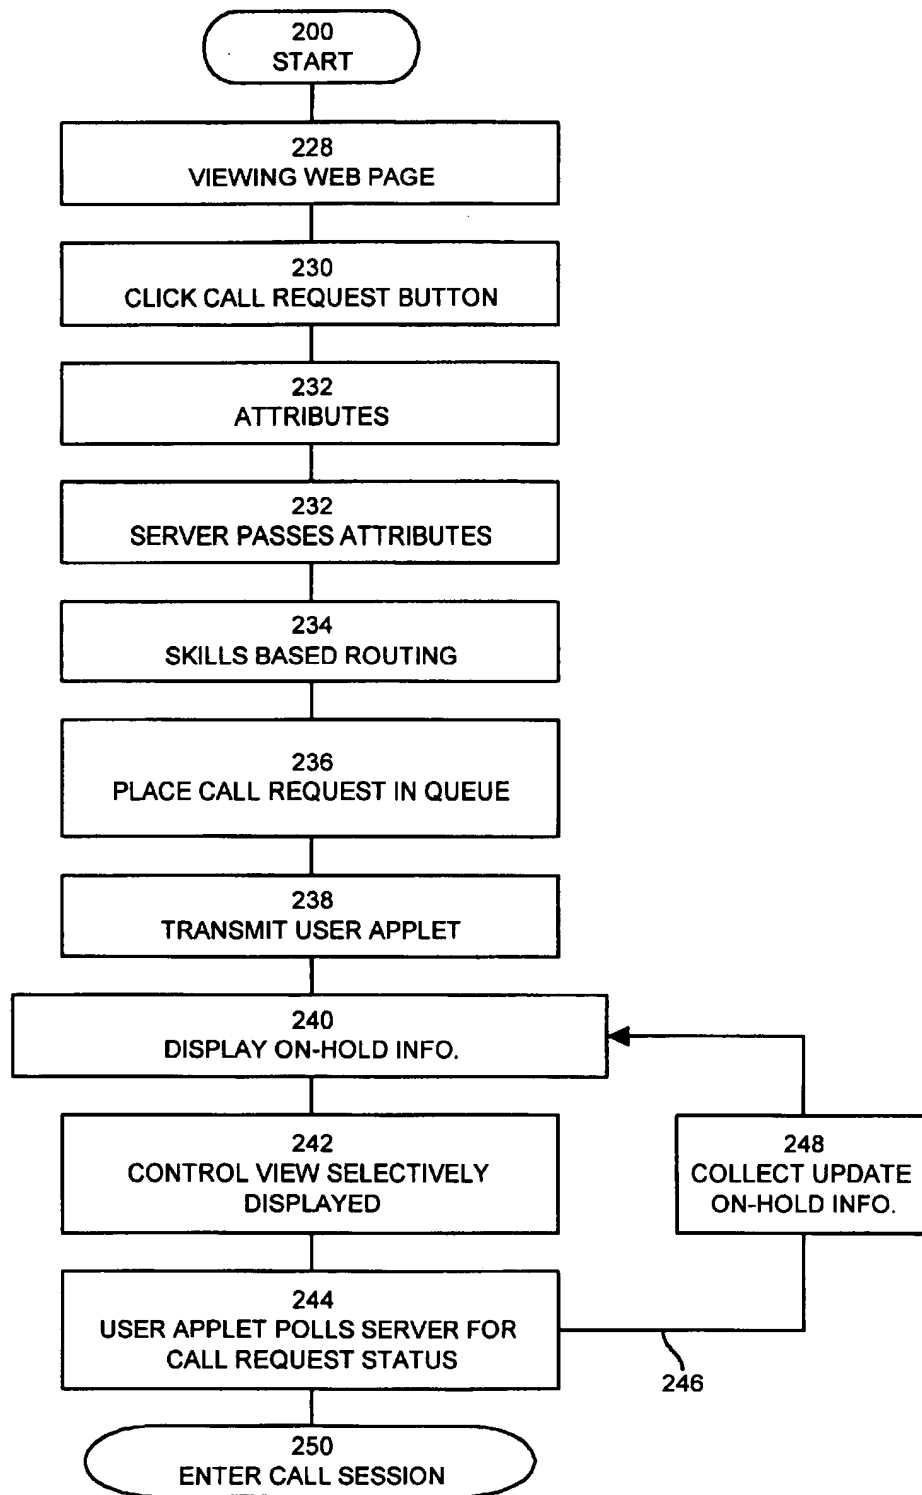 200
START
228
VIEWING WEB PAGE
230
CLICK CALL REQUEST BUTTON
232
ATTRIBUTES
232
SERVER PASSES ATTRIBUTES
234
SKILLS BASED ROUTING
236
PLACE CALL REQUEST IN QUEUE
238
TRANSMIT USER APPLET
240
DISPLAY ON-HOLD INFO.
242
CONTROL VIEW SELECTIVELY
DISPLAYED
248
COLLECT UPDATE
ON-HOLD INFO.
244
USER APPLET POLLS SERVER FOR
CALL REQUEST STATUS
246
250
ENTER CALL SESSION